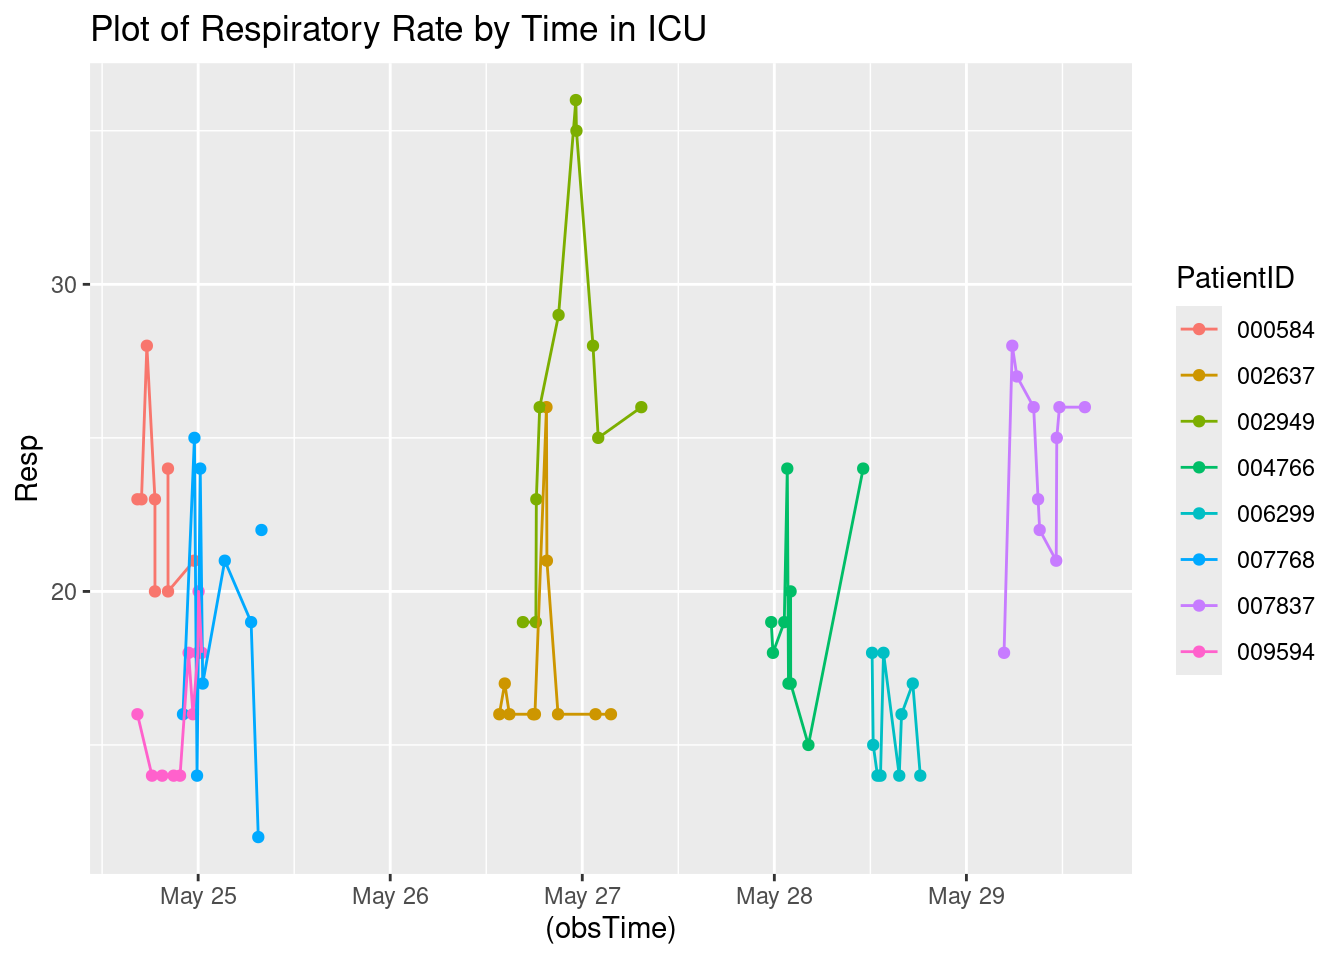 Plot of Respiratory Rate by Time in ICU
Resp
30
20
May 25
May 26
May 27
May 28
May 29
(obsTime)
PatientID
000584
002637
002949
004766
006299
007768
007837
009594